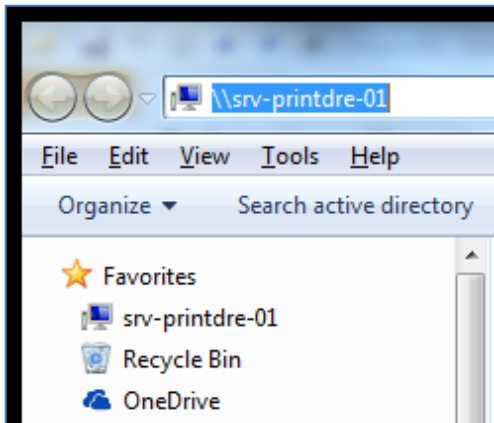 \\srv-printdre-01
File Edit View Tools Help
Organize Search active directory
Favorites
srv-printdre-01
Recycle Bin
OneDrive